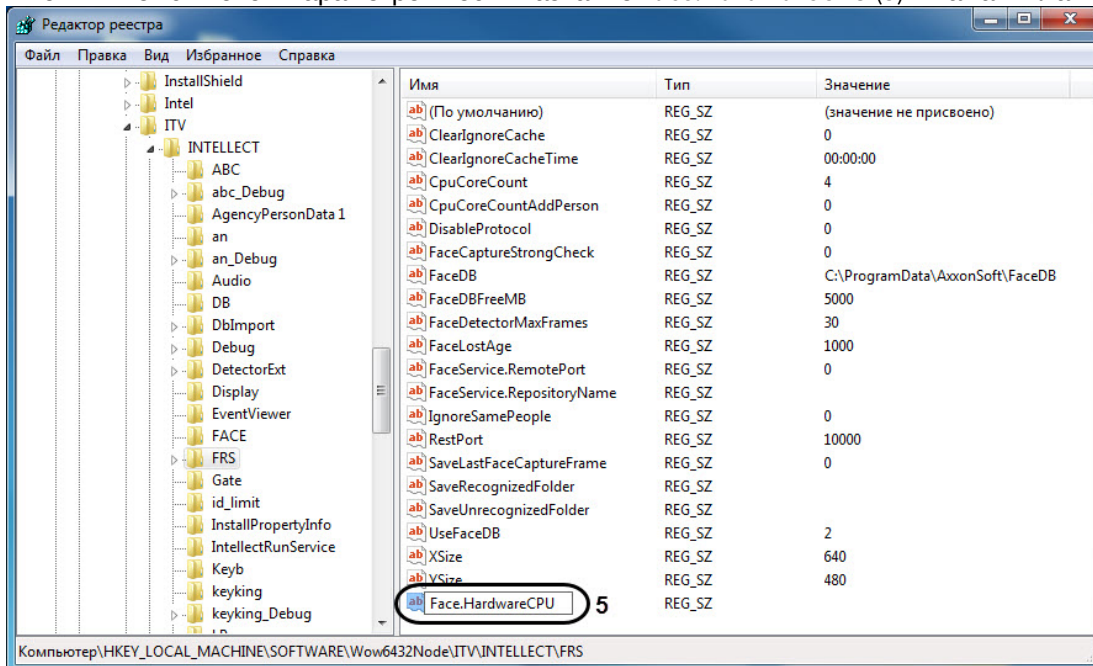 Редактор реестра
Файл Правка Вид Избранное Справка
InstallShield
Intel
ITV
INTELLECT
ABC
abc_Debug
AgencyPersonData 1
an
an_Debug
Audio
DB
DbImport
Debug
DetectorExt
Display
EventViewer
FACE
FRS
Gate
id_limit
InstallPropertyInfo
IntellectRunService
Keyb
keyking
keyking_Debug
Имя Тип Значение
(По умолчанию) REG_SZ (значение не присвоено)
ClearIgnoreCache REG_SZ 0
ClearIgnoreCacheTime REG_SZ 00:00:00
CpuCoreCount REG_SZ 4
CpuCoreCountAddPerson REG_SZ 0
DisableProtocol REG_SZ 0
FaceCaptureStrongCheck REG_SZ 0
FaceDB REG_SZ C:\ProgramData\AxxonSoft\FaceDB
FaceDBFreeMB REG_SZ 5000
FaceDetectorMaxFrames REG_SZ 30
FaceLostAge REG_SZ 1000
FaceService.RemotePort REG_SZ 0
FaceService.RepositoryName REG_SZ
IgnoreSamePeople REG_SZ 0
RestPort REG_SZ 10000
SaveLastFaceCaptureFrame REG_SZ 0
SaveRecognizedFolder REG_SZ
SaveUnrecognizedFolder REG_SZ
UseFaceDB REG_SZ 2
XSize REG_SZ 640
YSize REG_SZ 480
Face.HardwareCPU 5 REG_SZ
Компьютер\HKEY_LOCAL_MACHINE\SOFTWARE\Wow6432Node\ITV\INTELLECT\FRS